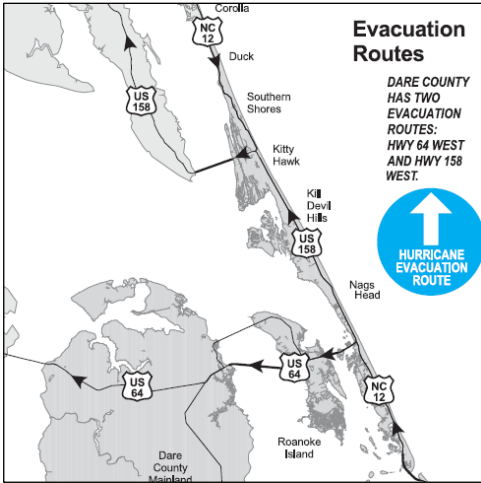 Corolla
NC
12
Duck
US
158
Southern
Shores
Kitty
Hawk
Kill
Devil
Hills
US
158
Nags
Head
US
64
US
64
NC
12
Roanoke
Island
Dare
County
Mainland
Evacuation
Routes
DARE COUNTY
HAS TWO
EVACUATION
ROUTES:
HWY 64 WEST
AND HWY 158
WEST.
HURRICANE
EVACUATION
ROUTE